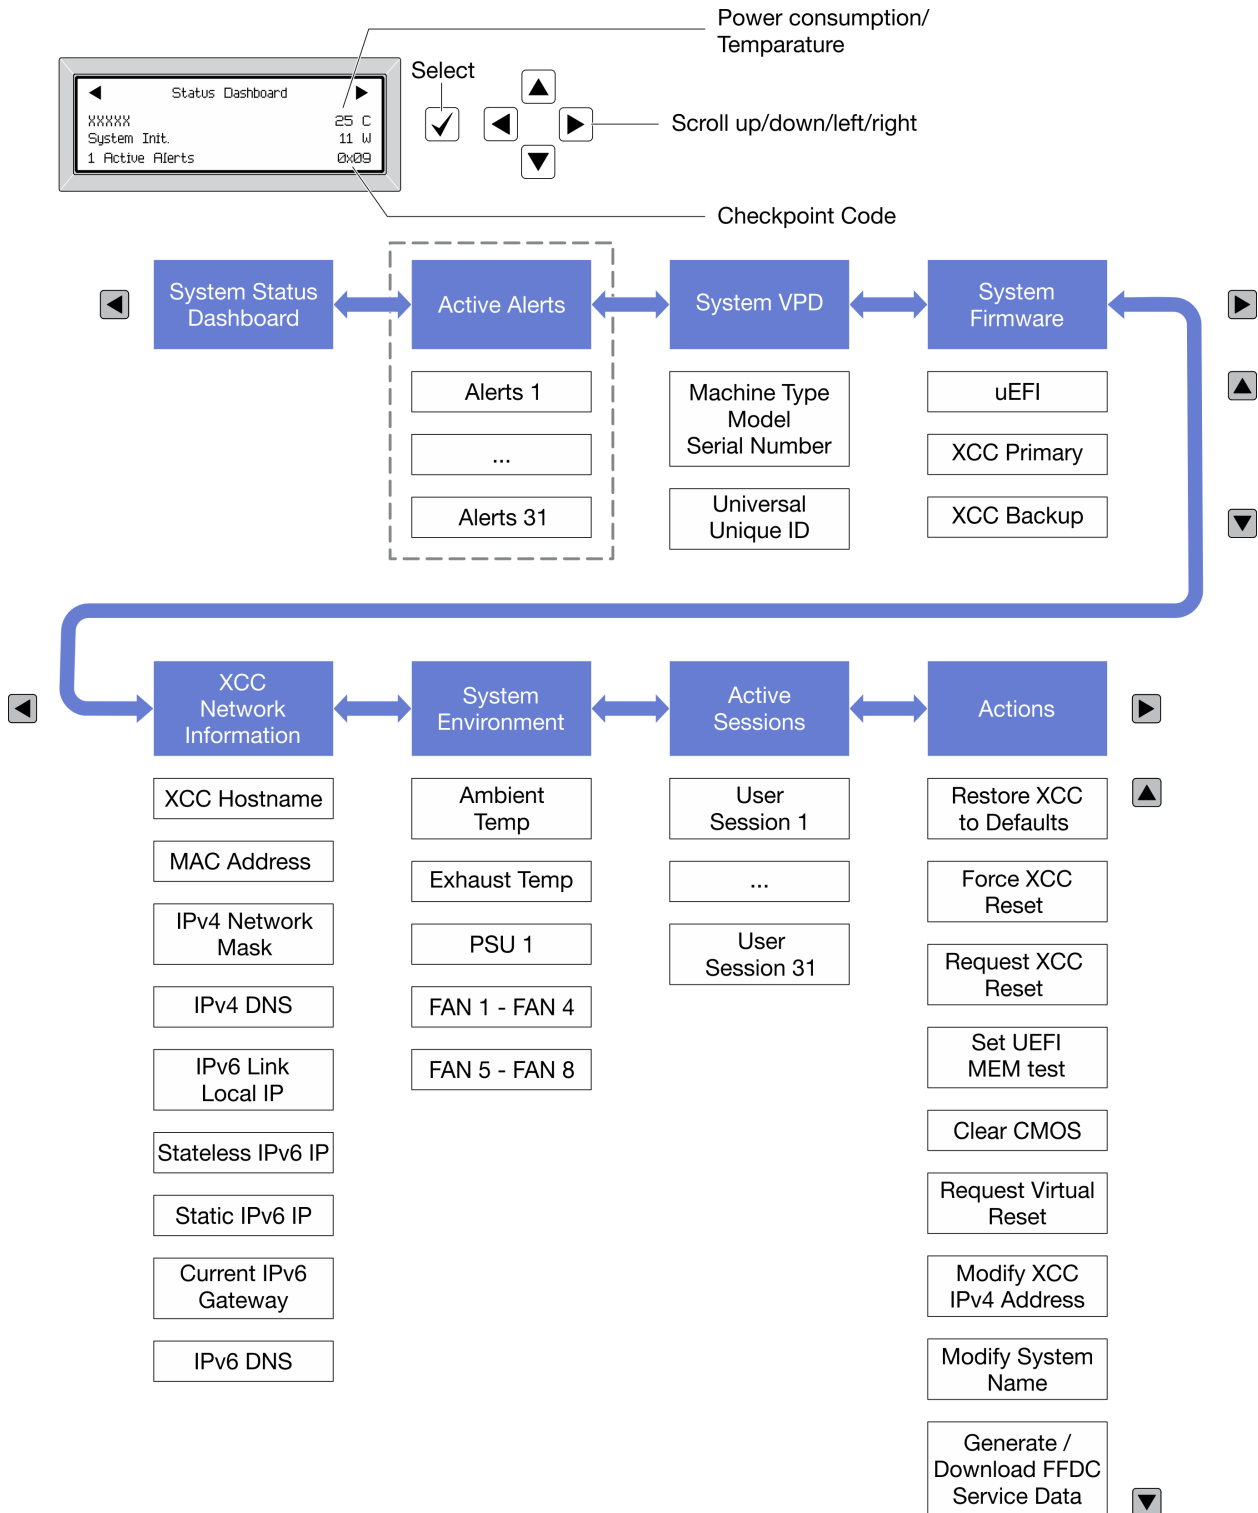 Power consumption/
Temparature
Select
Status Dashboard
XXXXX 25 C
System Init. 11 W
1 Active Alerts 0x09
Scroll up/down/left/right
Checkpoint Code
System Status
Dashboard
Active Alerts
System VPD
System
Firmware
Alerts 1
...
Alerts 31
Machine Type
Model
Serial Number
Universal
Unique ID
uEFI
XCC Primary
XCC Backup
XCC
Network
Information
System
Environment
Active
Sessions
Actions
XCC Hostname
MAC Address
IPv4 Network
Mask
IPv4 DNS
IPv6 Link
Local IP
Stateless IPv6 IP
Static IPv6 IP
Current IPv6
Gateway
IPv6 DNS
Ambient
Temp
Exhaust Temp
PSU 1
FAN 1 - FAN 4
FAN 5 - FAN 8
User
Session 1
...
User
Session 31
Restore XCC
to Defaults
Force XCC
Reset
Request XCC
Reset
Set UEFI
MEM test
Clear CMOS
Request Virtual
Reset
Modify XCC
IPv4 Address
Modify System
Name
Generate /
Download FFDC
Service Data